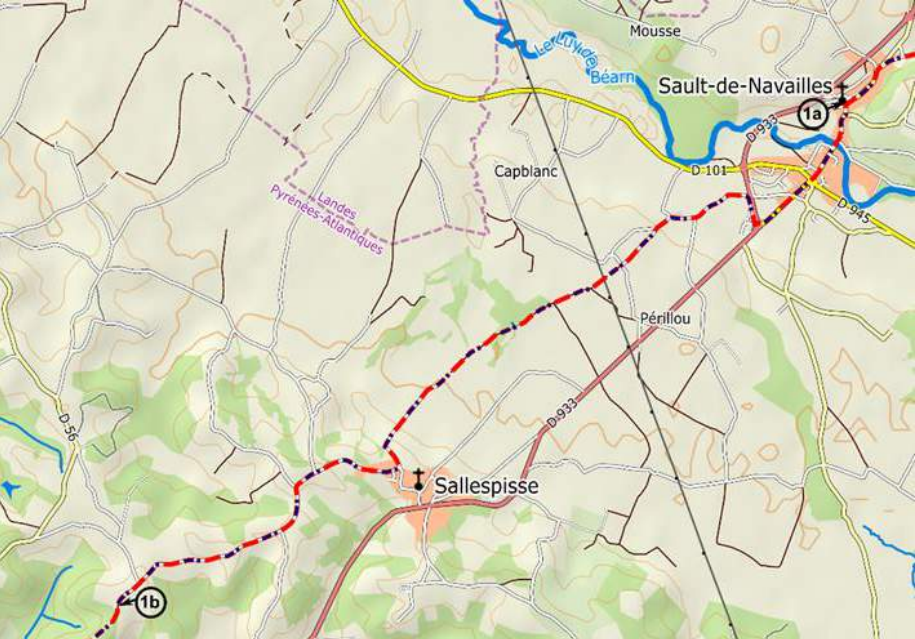 Mousse
Le Luy de
Béarn
Sault-de-Navailles
1a
D 933
Capblanc
D 101
D 945
Landes
Pyrénées-Atlantiques
Périllou
D 933
D 56
Sallespisse
1b